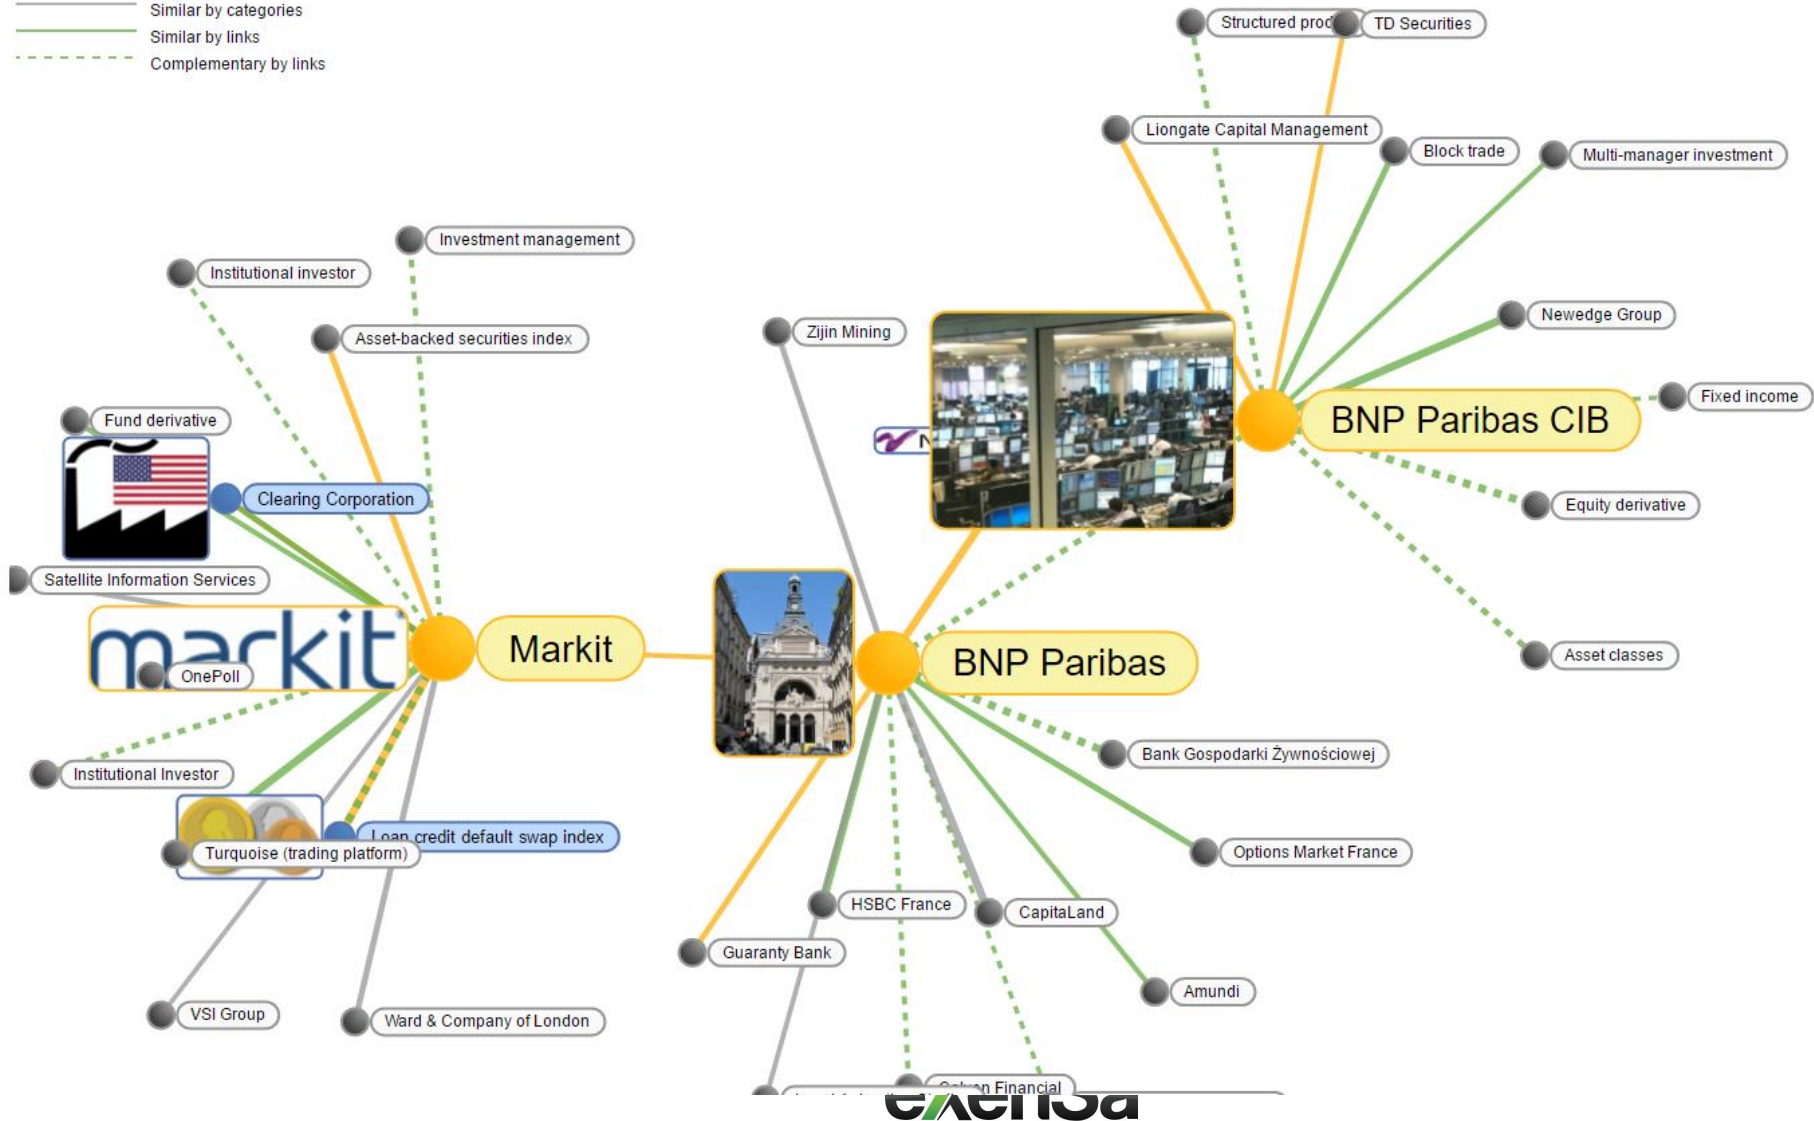 Similar by categories
Similar by links
Complementary by links
Structured prod
TD Securities
Liongate Capital Management
Block trade
Multi-manager investment
Investment management
Institutional investor
Asset-backed securities index
Zijin Mining
Newedge Group
Fixed income
Fund derivative
BNP Paribas CIB
N
Clearing Corporation
Equity derivative
Satellite Information Services
markit
Markit
BNP Paribas
Asset classes
OnePoll
Institutional Investor
Bank Gospodarki Żywnościowej
Loan credit default swap index
Turquoise (trading platform)
Options Market France
HSBC France
CapitaLand
Guaranty Bank
Amundi
VSI Group
Ward & Company of London
Financial
exensa